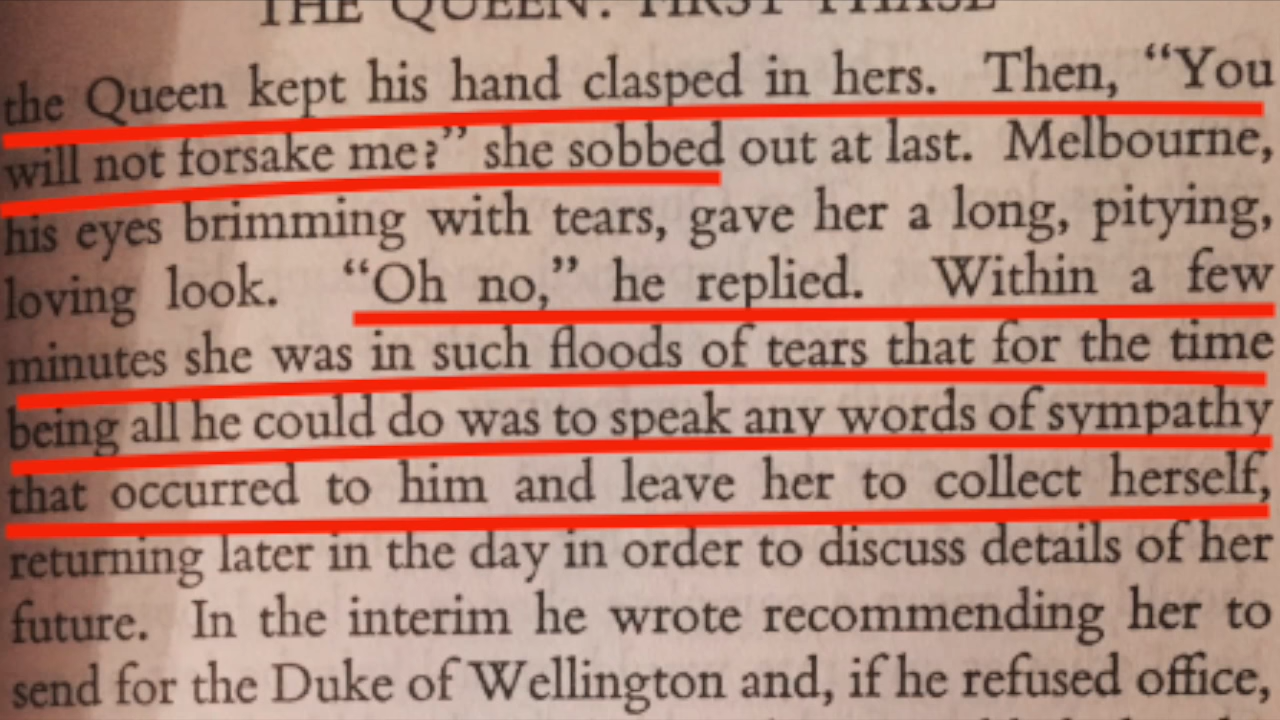 THE QUEEN: FIRST PHASE
the Queen kept his hand clasped in hers. Then, “You
will not forsake me?” she sobbed out at last. Melbourne,
his eyes brimming with tears, gave her a long, pitying,
loving look. “Oh no,” he replied. Within a few
minutes she was in such floods of tears that for the time
being all he could do was to speak any words of sympathy
that occurred to him and leave her to collect herself,
returning later in the day in order to discuss details of her
future. In the interim he wrote recommending her to
send for the Duke of Wellington and, if he refused office,